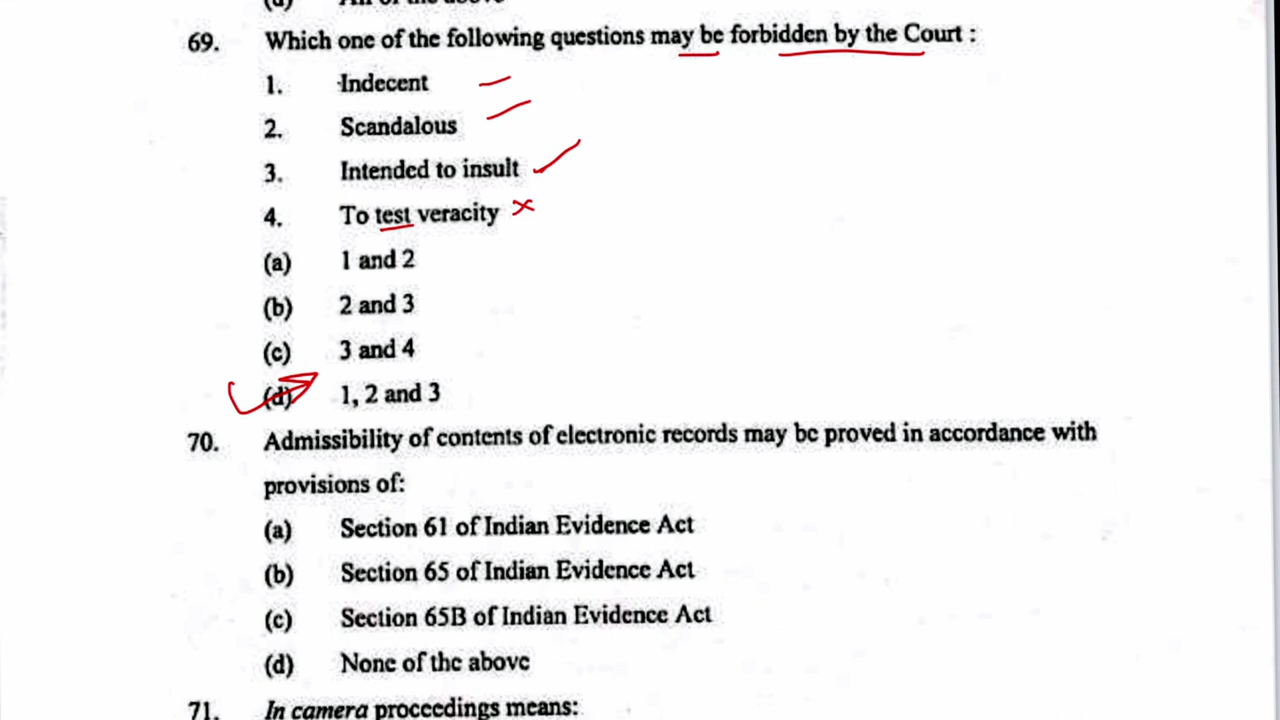 (d) All of the above
69. Which one of the following questions may be forbidden by the Court :
1. Indecent
2. Scandalous
3. Intended to insult
4. To test veracity
(a) 1 and 2
(b) 2 and 3
(c) 3 and 4
(d) 1, 2 and 3
70. Admissibility of contents of electronic records may be proved in accordance with
provisions of:
(a) Section 61 of Indian Evidence Act
(b) Section 65 of Indian Evidence Act
(c) Section 65B of Indian Evidence Act
(d) None of the above
71. In camera proceedings means: